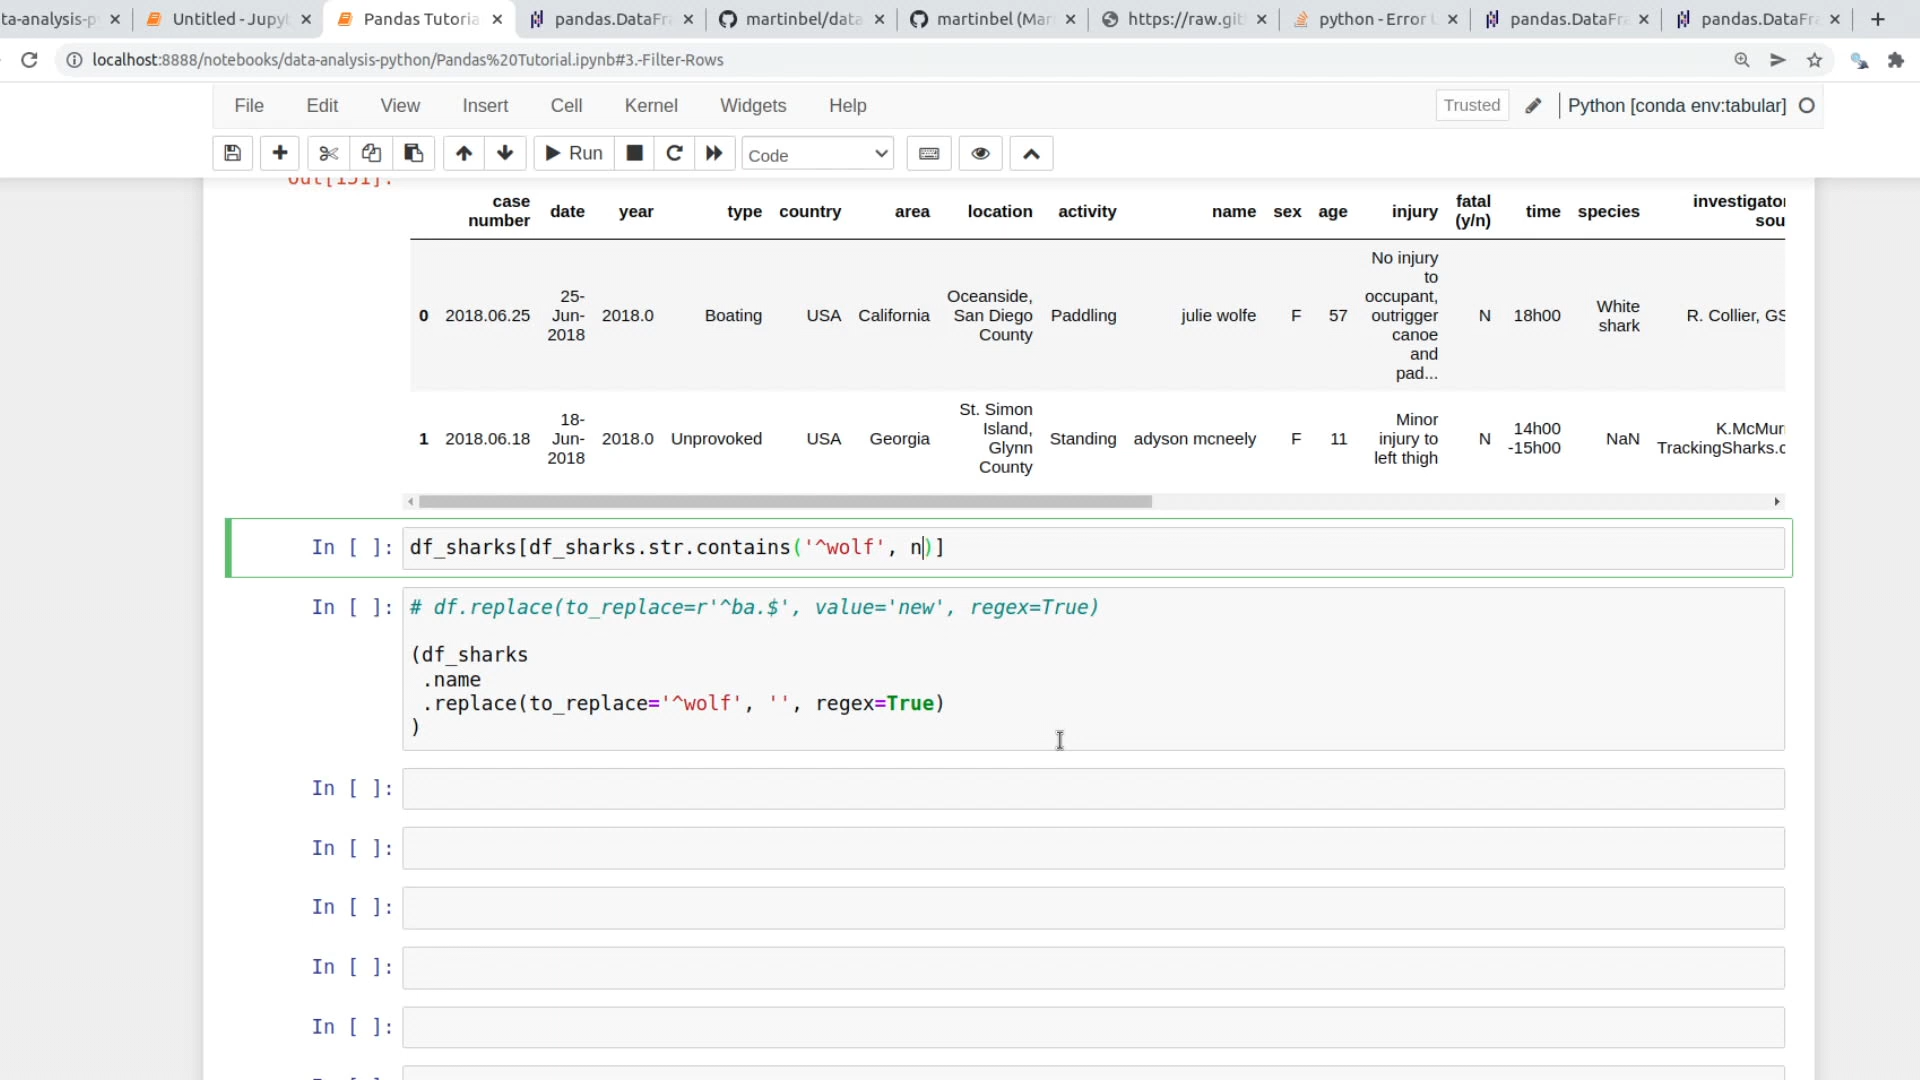 ta-analysis-p
Untitled - Jupy
Pandas Tutoria
pandas.DataFr
martinbel/data
martinbel (Mar
https://raw.git
python - Error
pandas.DataFra
pandas.DataFra
localhost:8888/notebooks/data-analysis-python/Pandas%20Tutorial.ipynb#3.-Filter-Rows
File Edit View Insert Cell Kernel Widgets Help
Trusted
Python [conda env:tabular]
Run
Code
Out[151]:
case number date year type country area location activity name sex age injury fatal (y/n) time species investigator sou
0 2018.06.25 25-Jun-2018 2018.0 Boating USA California Oceanside, San Diego County Paddling julie wolfe F 57 No injury to occupant, outrigger canoe and pad... N 18h00 White shark R. Collier, GS
1 2018.06.18 18-Jun-2018 2018.0 Unprovoked USA Georgia St. Simon Island, Glynn County Standing adyson mcneely F 11 Minor injury to left thigh N 14h00 -15h00 NaN K.McMur TrackingSharks.c
In [ ]: df_sharks[df_sharks.str.contains('^wolf', n)]
In [ ]: # df.replace(to_replace=r'^ba.$', value='new', regex=True)
(df_sharks
.name
.replace(to_replace='^wolf', '', regex=True)
)
In [ ]:
In [ ]:
In [ ]:
In [ ]:
In [ ]: